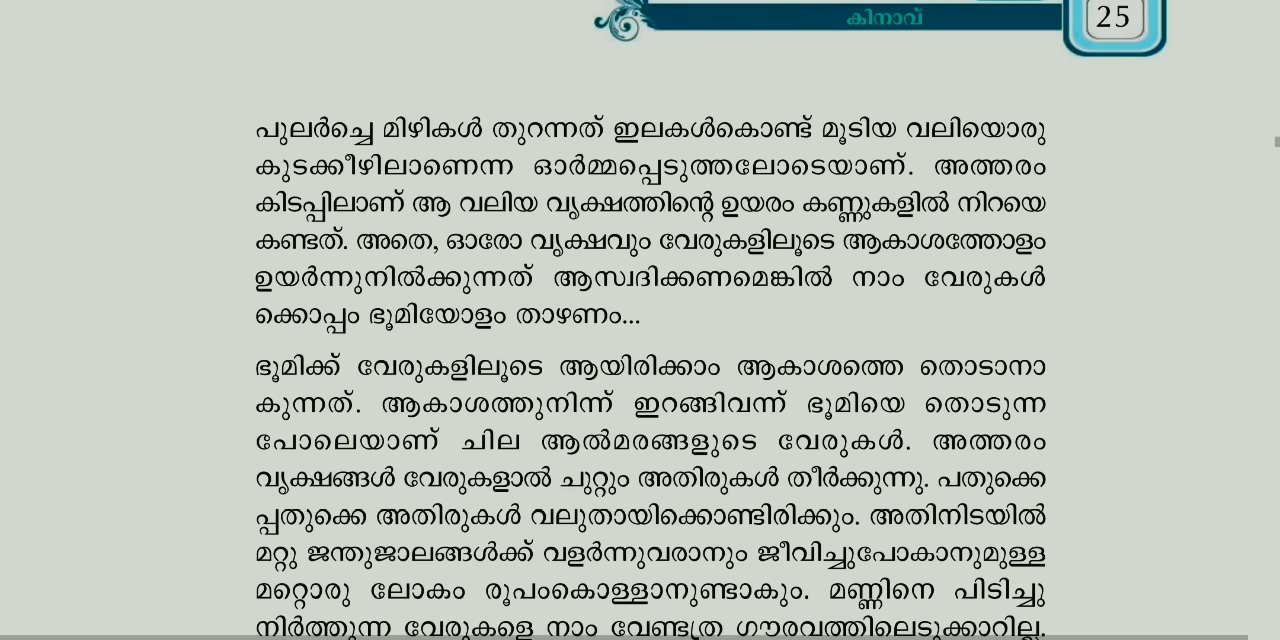 കിനാവ്
25
പുലർച്ചെ മിഴികൾ തുറന്നത് ഇലകൾകൊണ്ട് മൂടിയ വലിയൊരു
കുടക്കീഴിലാണെന്ന ഓർമ്മപ്പെടുത്തലോടെയാണ്. അത്തരം
കിടപ്പിലാണ് ആ വലിയ വൃക്ഷത്തിന്റെ ഉയരം കണ്ണുകളിൽ നിറയെ
കണ്ടത്. അതെ, ഓരോ വൃക്ഷവും വേരുകളിലൂടെ ആകാശത്തോളം
ഉയർന്നുനിൽക്കുന്നത് ആസ്വദിക്കണമെങ്കിൽ നാം വേരുകൾ
ക്കൊപ്പം ഭൂമിയോളം താഴണം...
ഭൂമിക്ക് വേരുകളിലൂടെ ആയിരിക്കാം ആകാശത്തെ തൊടാനാ
കുന്നത്. ആകാശത്തുനിന്ന് ഇറങ്ങിവന്ന് ഭൂമിയെ തൊടുന്ന
പോലെയാണ് ചില ആൽമരങ്ങളുടെ വേരുകൾ. അത്തരം
വൃക്ഷങ്ങൾ വേരുകളാൽ ചുറ്റും അതിരുകൾ തീർക്കുന്നു. പതുക്കെ
പ്പതുക്കെ അതിരുകൾ വലുതായിക്കൊണ്ടിരിക്കും. അതിനിടയിൽ
മറ്റു ജന്തുജാലങ്ങൾക്ക് വളർന്നുവരാനും ജീവിച്ചുപോകാനുമുള്ള
മറ്റൊരു ലോകം രൂപംകൊള്ളാനുണ്ടാകും. മണ്ണിനെ പിടിച്ചു
നിർത്തുന്ന വേരുകളെ നാം വേണ്ടത്ര ഗൗരവത്തിലെടുക്കാറില്ല.